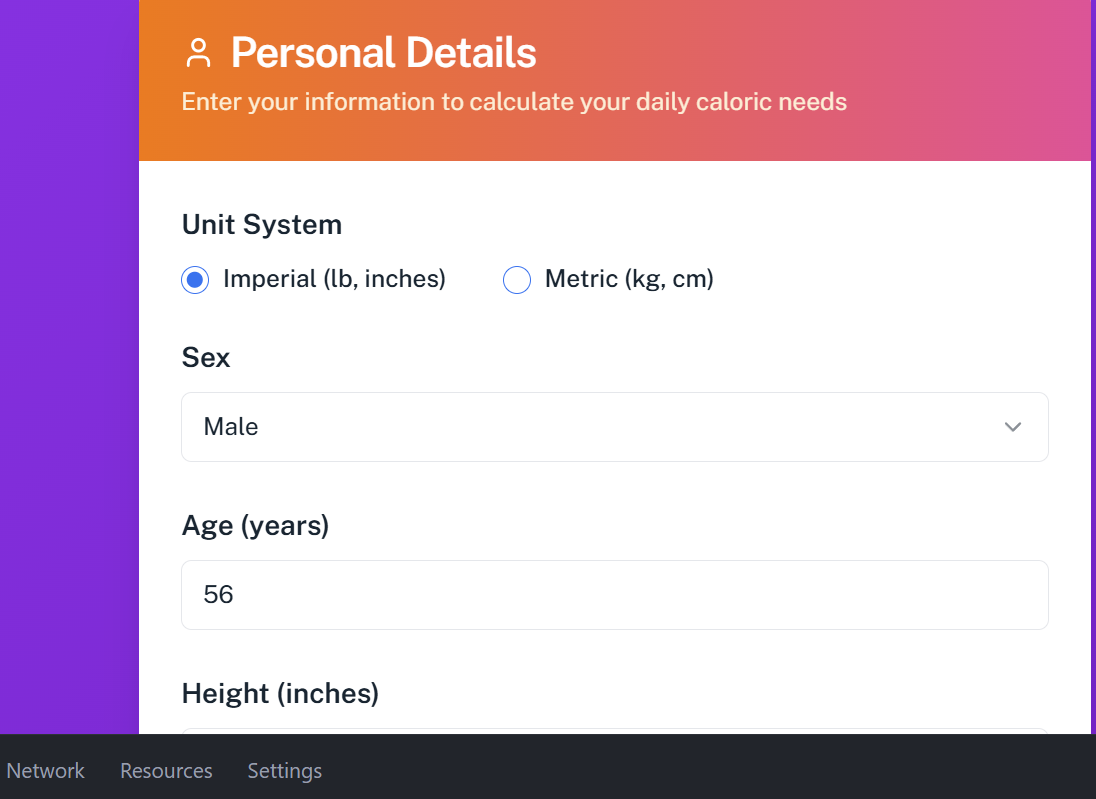 Personal Details
Enter your information to calculate your daily caloric needs
Unit System
Imperial (lb, inches) Metric (kg, cm)
Sex
Male
Age (years)
56
Height (inches)
Network Resources Settings